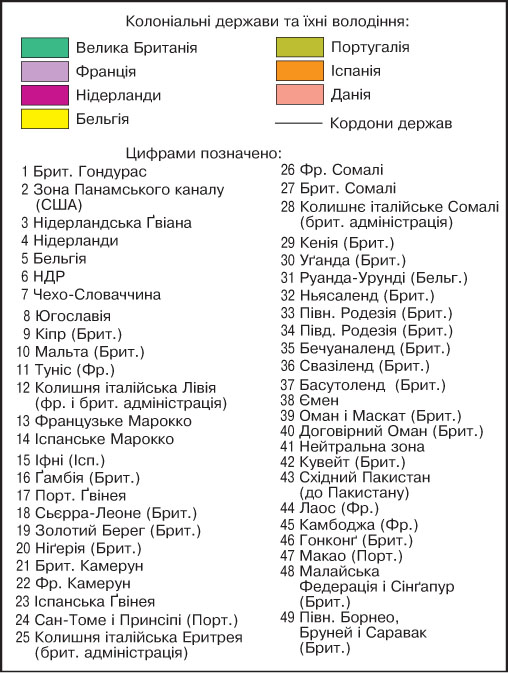 Колоніальні держави та їхні володіння:
Велика Британія
Франція
Нідерланди
Бельгія
Португалія
Іспанія
Данія
Кордони держав
Цифрами позначено:
1 Брит. Гондурас
2 Зона Панамського каналу
(США)
3 Нідерландська Ґвіана
4 Нидерланди
5 Бельгія
6 НДР
7 Чехо-Словаччина
8 Югославія
9 Кіпр (Брит.)
10 Мальта (Брит.)
11 Туніс (Фр.)
12 Колишня італійська Лівія
(фр. і брит. адміністрація)
13 Французьке Марокко
14 Іспанське Марокко
15 Іфні (Ісп.)
16 Ґамбія (Брит.)
17 Порт. Ґвінея
18 Сьєрра-Леоне (Брит.)
19 Золотий Берег (Брит.)
20 Ніґерія (Брит.)
21 Брит. Камерун
22 Фр. Камерун
23 Іспанська Ґвінея
24 Сан-Томе і Принсіпі (Порт.)
25 Колишня італійська Еритрея
(брит. адміністрація)
26 Фр. Сомалі
27 Брит. Сомалі
28 Колишнє італійське Сомалі
(брит. адміністрація)
29 Кенія (Брит.)
30 Уґанда (Брит.)
31 Руанда-Урунді (Бельг.)
32 Ньясаленд (Брит.)
33 Півн. Родезія (Брит.)
34 Півд. Родезія (Брит.)
35 Бечуаналенд (Брит.)
36 Свазіленд (Брит.)
37 Басутоленд (Брит.)
38 Ємен
39 Оман і Маскат (Брит.)
40 Договірний Оман (Брит.)
41 Нейтральна зона
42 Кувейт (Брит.)
43 Східний Пакистан
(до Пакистану)
44 Лаос (Фр.)
45 Камбоджа (Фр.)
46 Гонконґ (Брит.)
47 Макао (Порт.)
48 Малайська
Федерація і Сінґапур
(Брит.)
49 Півн. Борнео,
Бруней і Саравак
(Брит.)